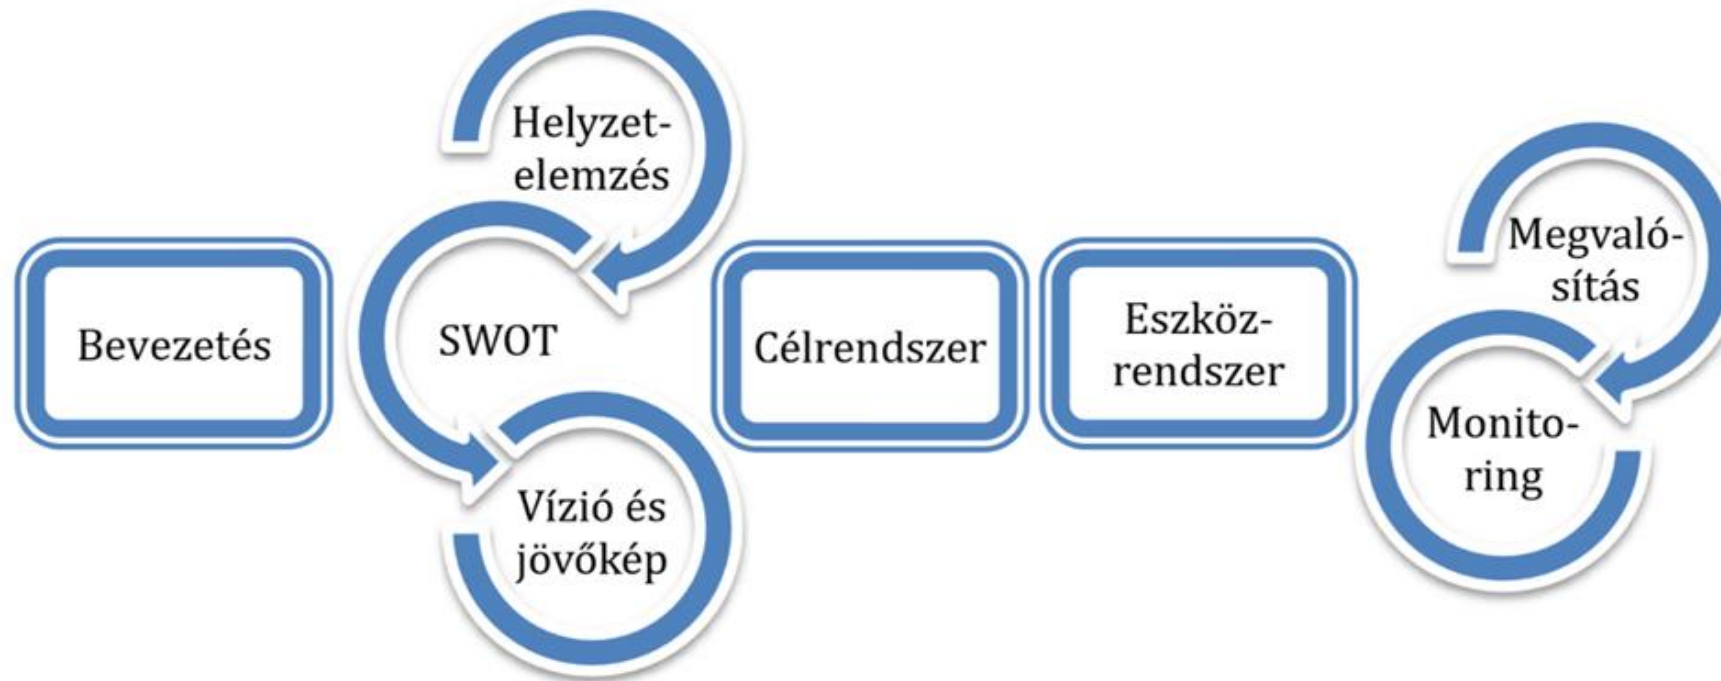 Bevezetés
Helyzet-
elemzés
SWOT
Vízió és
jövőkép
Célrendszer
Eszköz-
rendszer
Megvaló-
sítás
Monito-
ring